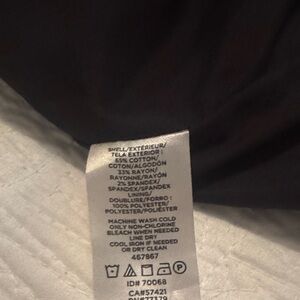 SHELL/EXTÉRIEUR/
TELA EXTERIOR :
65% COTTON/
COTON/ALGODÓN
33% RAYON/
RAYONNE/RAYÓN
2% SPANDEX/
SPANDEX/SPANDEX
LINING/
DOUBLURE/FORRO :
100% POLYESTER/
POLYESTER/POLIÉSTER
MACHINE WASH COLD
ONLY NON-CHLORINE
BLEACH WHEN NEEDED
LINE DRY
COOL IRON IF NEEDED
OR DRY CLEAN
467867
P
ID# 70068
CA#57421
RN#77379